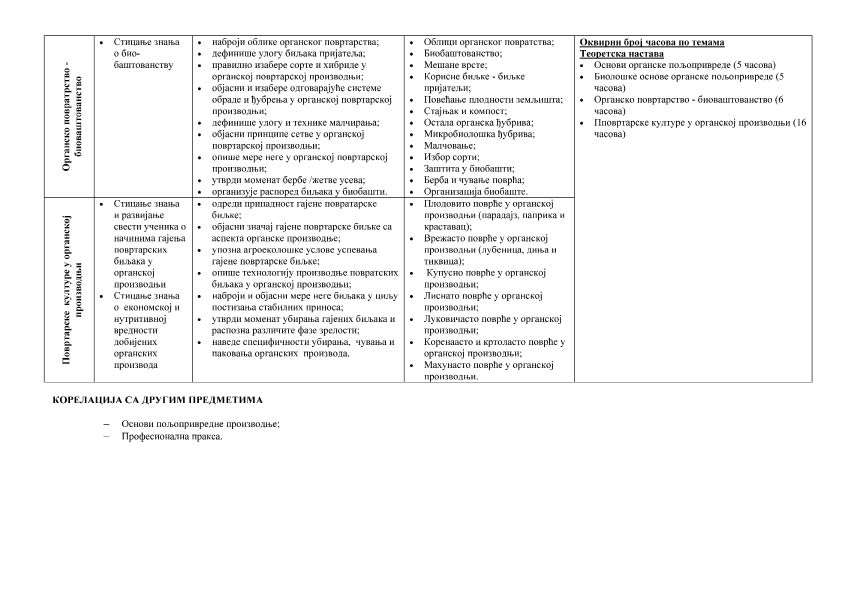 Органско повратрство -
биовaштованство
• Стицање знања
о био-
баштованству
• наброји облике органског повртарства;
• дефинише улогу биљака пријатеља;
• правилно изабере сорте и хибриде у
органској повртарској производњи;
• објасни и изабере одговарајуће системе
обраде и ђубрења у органској повртарској
производњи;
• дефинише улогу и технике малчирања;
• објасни принципе сетве у органској
повртарској производњи;
• опише мере неге у органској повртарској
производњи;
• утврди моменат бербе /жетве усева;
• организује распоред биљака у биобашти.
• Облици органског повратства;
• Биобаштованство;
• Мешане врсте;
• Корисне биљке - биљке
пријатељи;
• Повећање плодности земљишта;
• Стајњак и компост;
• Остала органска ђубрива;
• Микробиолошка ђубрива;
• Малчовање;
• Избор сорти;
• Заштита у биобашти;
• Берба и чување поврћа;
• Организација биобаште.
Оквирни број часова по темама
Теоретска настава
• Основи органске пољопривреде (5 часова)
• Биолошке основе органске пољопривреде (5
часова)
• Органско повртарство - биоваштованство (6
часова)
• Пповртарске културе у органској производњи (16
часова)
Повртарске културе у органској
производњи
• Стицање знања
и развијање
свести ученика о
начинима гајења
повртарских
биљака у
органској
производњи
• Стицање знања
о економској и
нутритивној
вредности
добијених
органских
производа
• одреди припадност гајене повратарске
биљке;
• објасни значај гајене повртарске биљке са
аспекта органске производње;
• упозна агроеколошке услове успевања
гајене повртарске биљке;
• опише технологију производње повратских
биљака у органској производњи;
• наброји и објасни мере неге биљака у циљу
постизања стабилних приноса;
• утврди моменат убирања гајених биљака и
распозна различите фазе зрелости;
• наведе специфичности убирања, чувања и
паковања органских производа.
• Плодовито поврће у органској
производњи (парадајз, паприка и
краставац);
• Врежасто поврће у органској
производњи (лубеница, диња и
тиквица);
• Купусно поврће у органској
производњи;
• Лиснато поврће у органској
производњи;
• Луковичасто поврће у органској
производњи;
• Коренаасто и кртоласто поврће у
органској производњи;
• Махунасто поврће у органској
производњи.
КОРЕЛАЦИЈА СА ДРУГИМ ПРЕДМЕТИМА
– Основи пољопривредне производње;
– Професионална пракса.